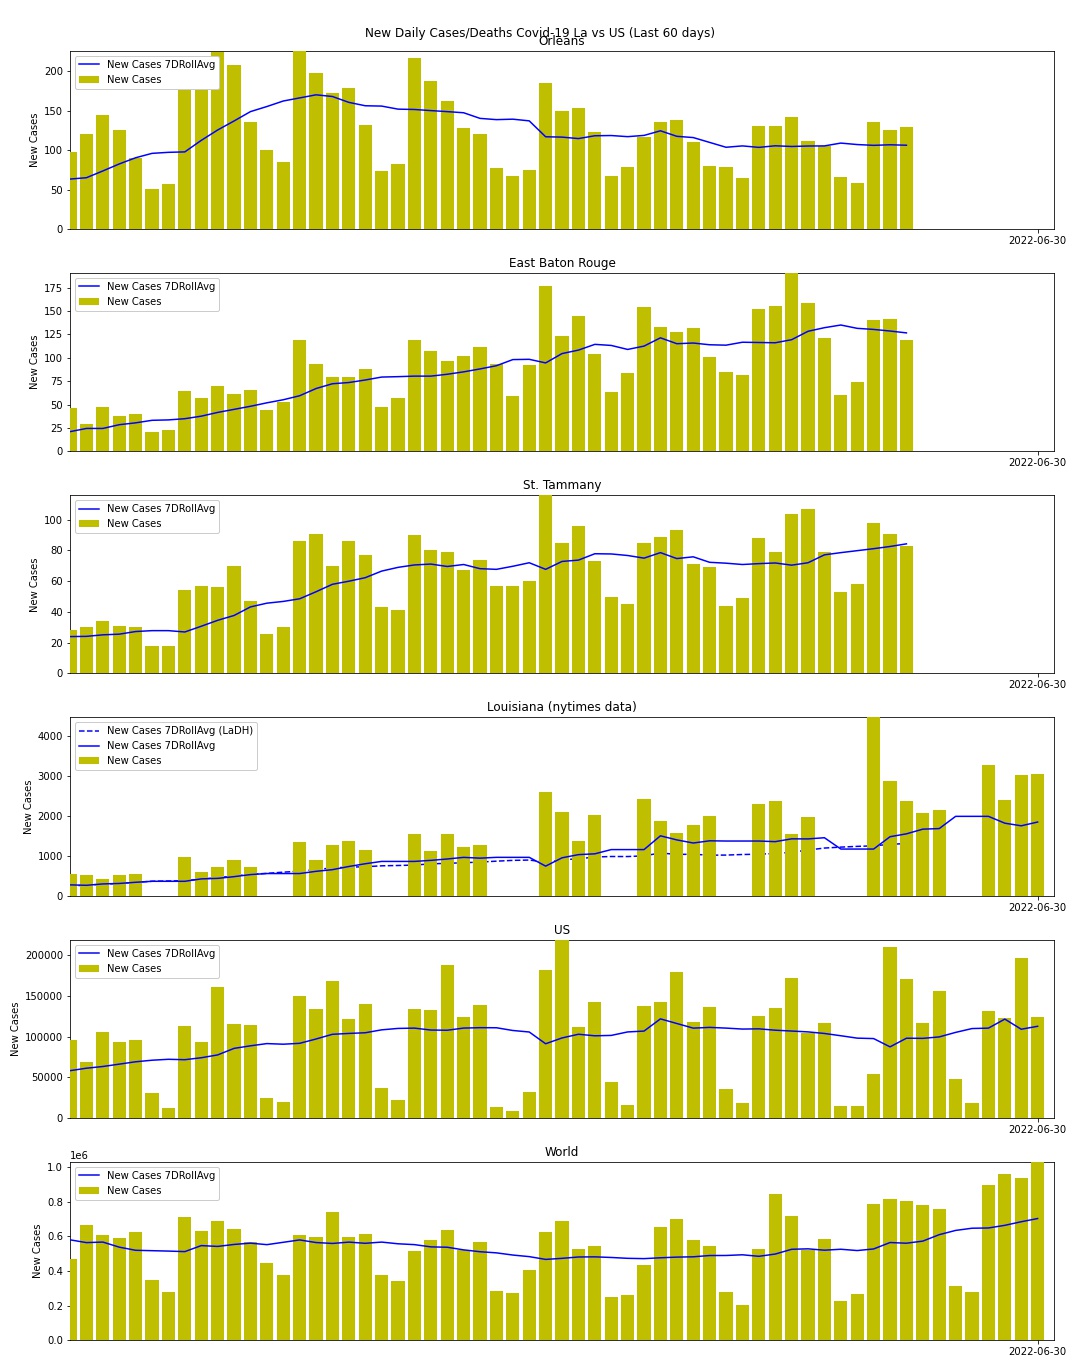 New Daily Cases/Deaths Covid-19 La vs US (Last 60 days)
Orleans
New Cases 7DRollAvg
New Cases
New Cases
200
150
100
50
0
2022-06-30
East Baton Rouge
New Cases 7DRollAvg
New Cases
New Cases
175
150
125
100
75
50
25
0
2022-06-30
St. Tammany
New Cases 7DRollAvg
New Cases
New Cases
100
80
60
40
20
0
2022-06-30
Louisiana (nytimes data)
New Cases 7DRollAvg (LaDH)
New Cases 7DRollAvg
New Cases
New Cases
4000
3000
2000
1000
0
2022-06-30
US
New Cases 7DRollAvg
New Cases
New Cases
200000
150000
100000
50000
0
2022-06-30
World
1e6
New Cases 7DRollAvg
New Cases
New Cases
1.0
0.8
0.6
0.4
0.2
0.0
2022-06-30